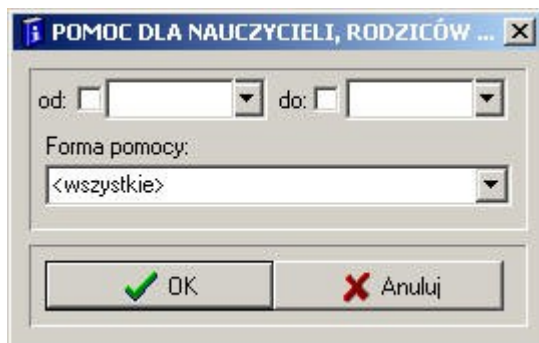 POMOC DLA NAUCZYCIELI, RODZICÓW ...
od: do:
Forma pomocy:
<wszystkie>
OK Anuluj